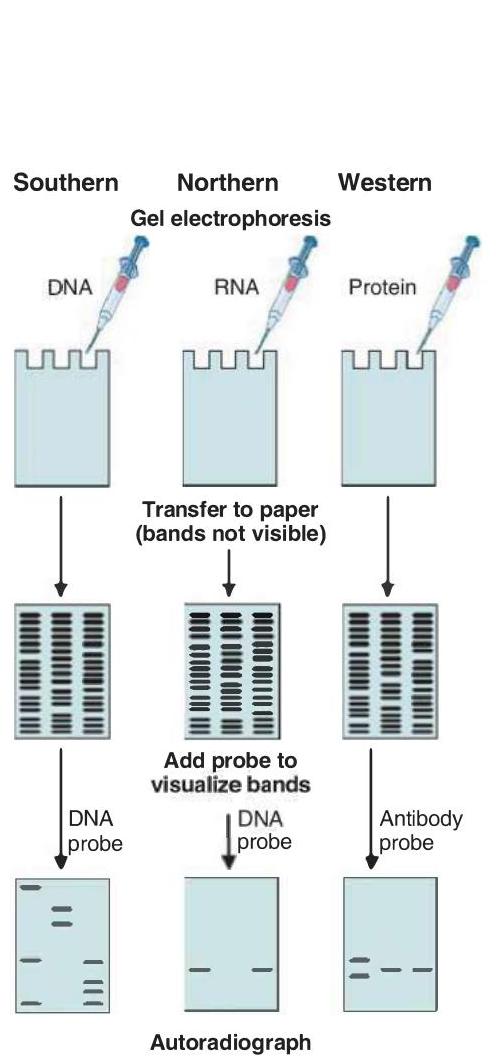 Southern
Northern
Western
Gel electrophoresis
DNA
RNA
Protein
Transfer to paper
(bands not visible)
Add probe to
visualize bands
DNA
probe
DNA
probe
Antibody
probe
Autoradiograph